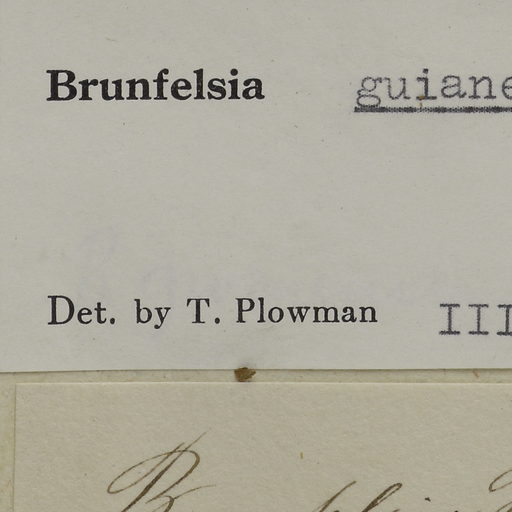 Brunfelsia guiane
Det. by T. Plowman III